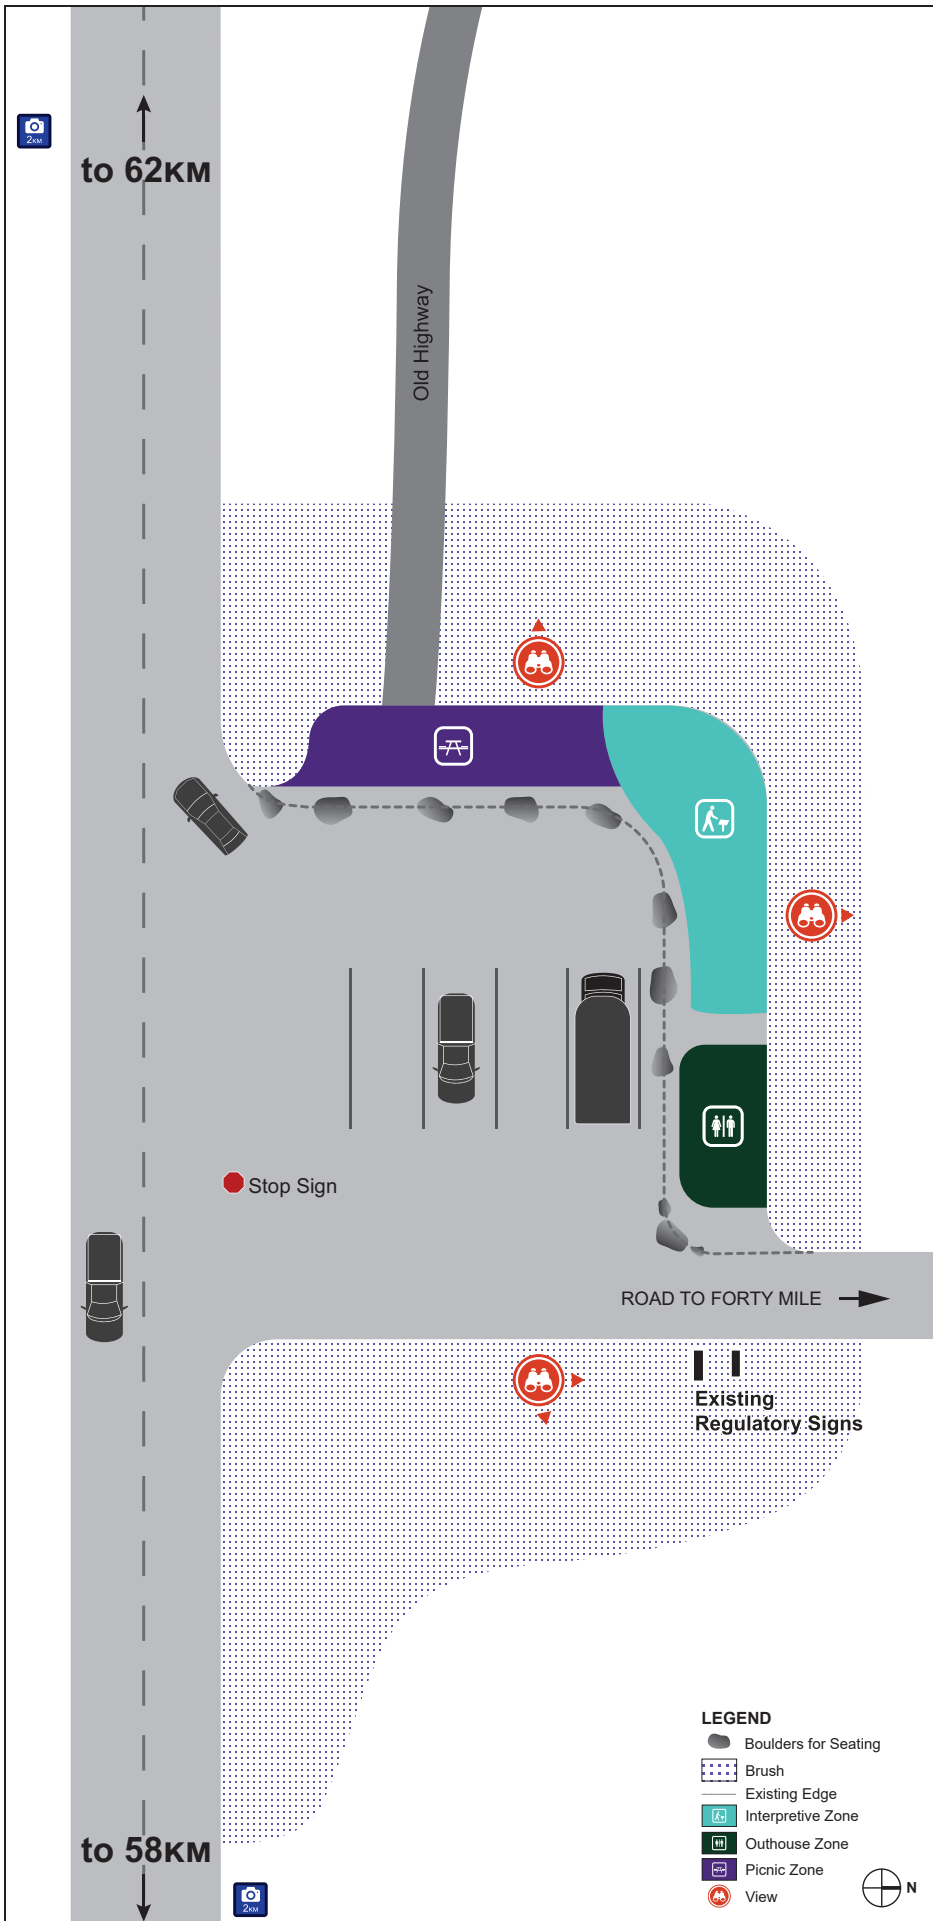 2KM
to 62KM
Old Highway
Stop Sign
ROAD TO FORTY MILE
Existing
Regulatory Signs
LEGEND
Boulders for Seating
Brush
Existing Edge
Interpretive Zone
Outhouse Zone
Picnic Zone
View
N
to 58KM
2KM